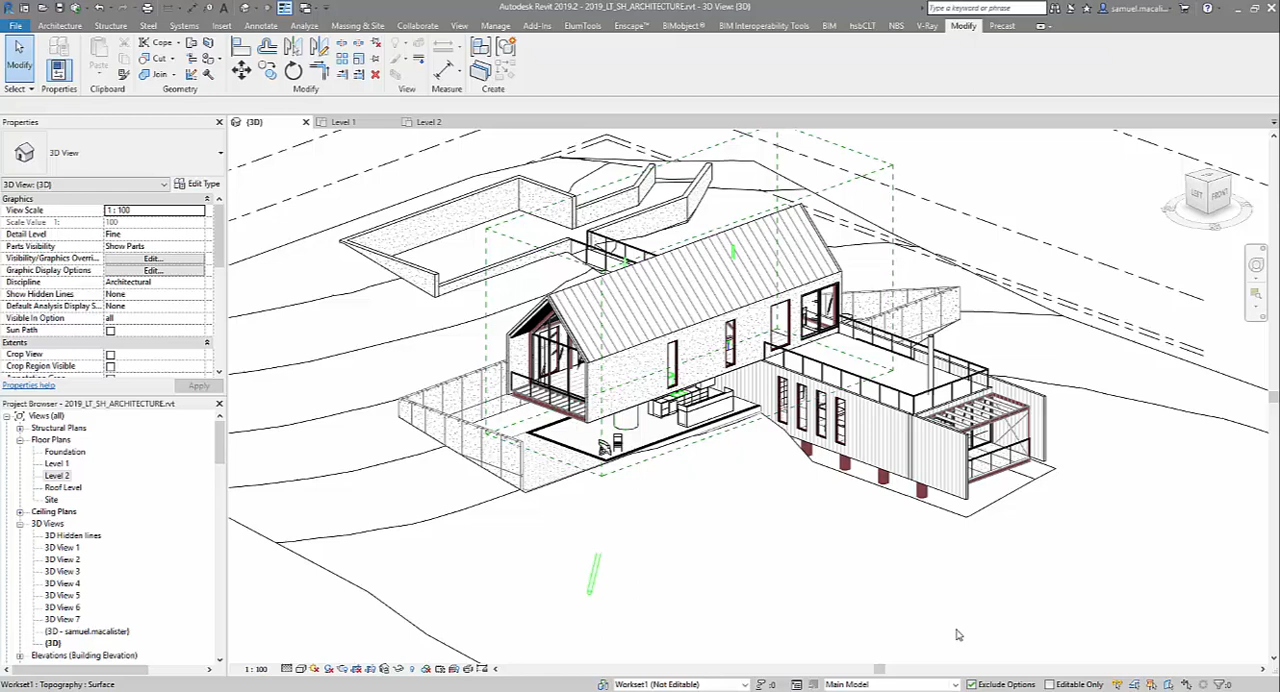 Autodesk Revit 2019.2 - 2019_LT_SH_ARCHITECTURE.rvt - 3D View: {3D}
Type a keyword or phrase
samuel.macali...
File Architecture Structure Steel Systems Insert Annotate Analyze Massing & Site Collaborate View Manage Add-Ins ElumTools Enscape™ BIMobject® BIM Interoperability Tools BIM hsbCLT NBS V-Ray Modify Precast
Cope
Modify Paste Cut
Join
Select Properties Clipboard Geometry Modify View Measure Create
Properties
{3D} Level 1 Level 2
3D View
3D View: {3D} Edit Type
Graphics
View Scale 1 : 100
Scale Value 1: 100
Detail Level Fine
Parts Visibility Show Parts
Visibility/Graphics Overri... Edit...
Graphic Display Options Edit...
Discipline Architectural
Show Hidden Lines None
Default Analysis Display S... None
Visible In Option all
Sun Path
Extents
Crop View
Crop Region Visible
Properties help Apply
Project Browser - 2019_LT_SH_ARCHITECTURE.rvt
Views (all)
Structural Plans
Floor Plans
Foundation
Level 1
Level 2
Roof Level
Site
Ceiling Plans
3D Views
3D Hidden lines
3D View 1
3D View 2
3D View 3
3D View 4
3D View 5
3D View 6
3D View 7
{3D - samuel.macalister}
{3D}
Elevations (Building Elevation)
LEFT FRONT
1 : 100
Workset1 : Topography : Surface
Workset1 (Not Editable) :0 Main Model Exclude Options Editable Only :0